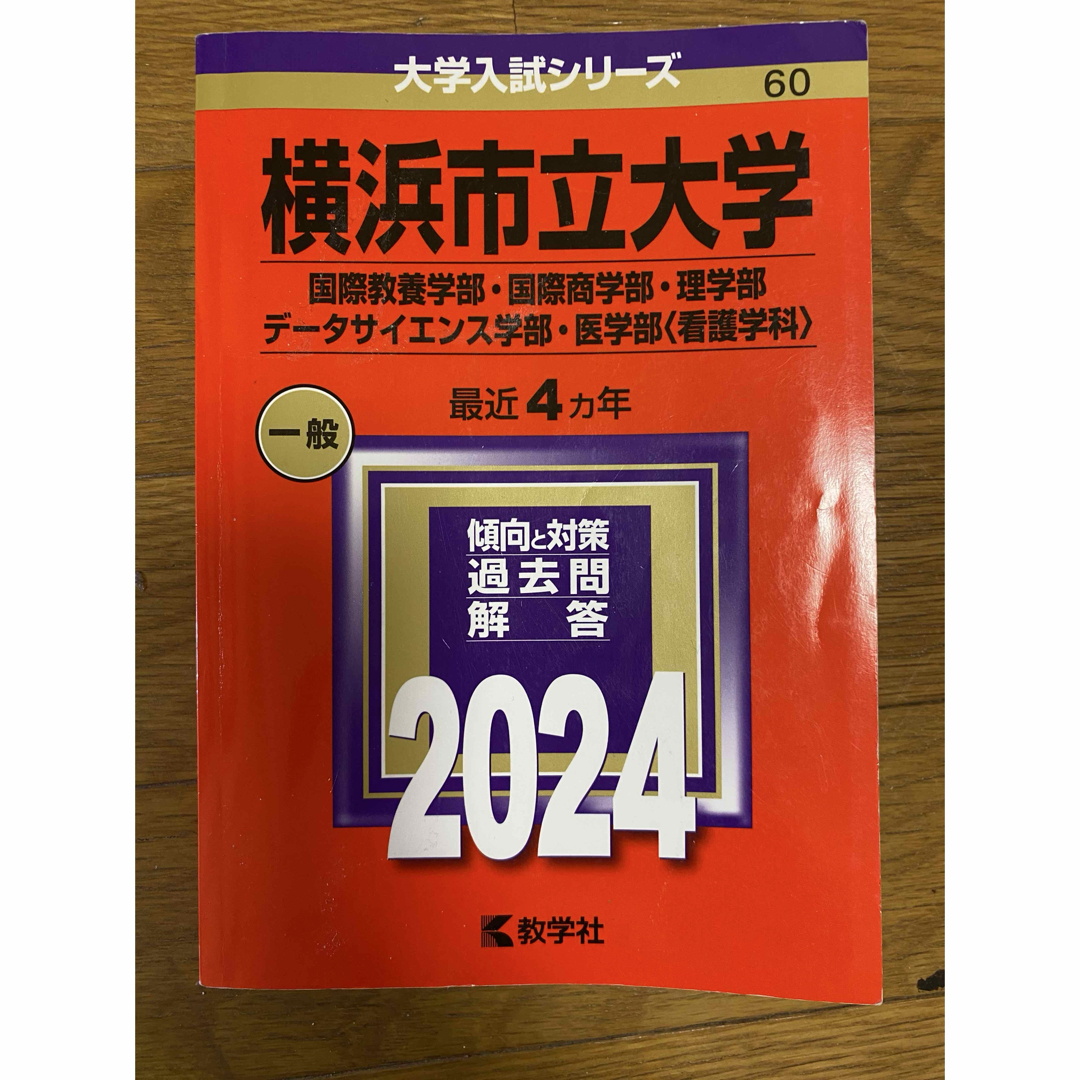 大学入試シリーズ
60
横浜市立大学
国際教養学部・国際商学部・理学部
データサイエンス学部・医学部〈看護学科〉
最近4カ年
一般
傾向と対策
過去問
解答
2024
教学社